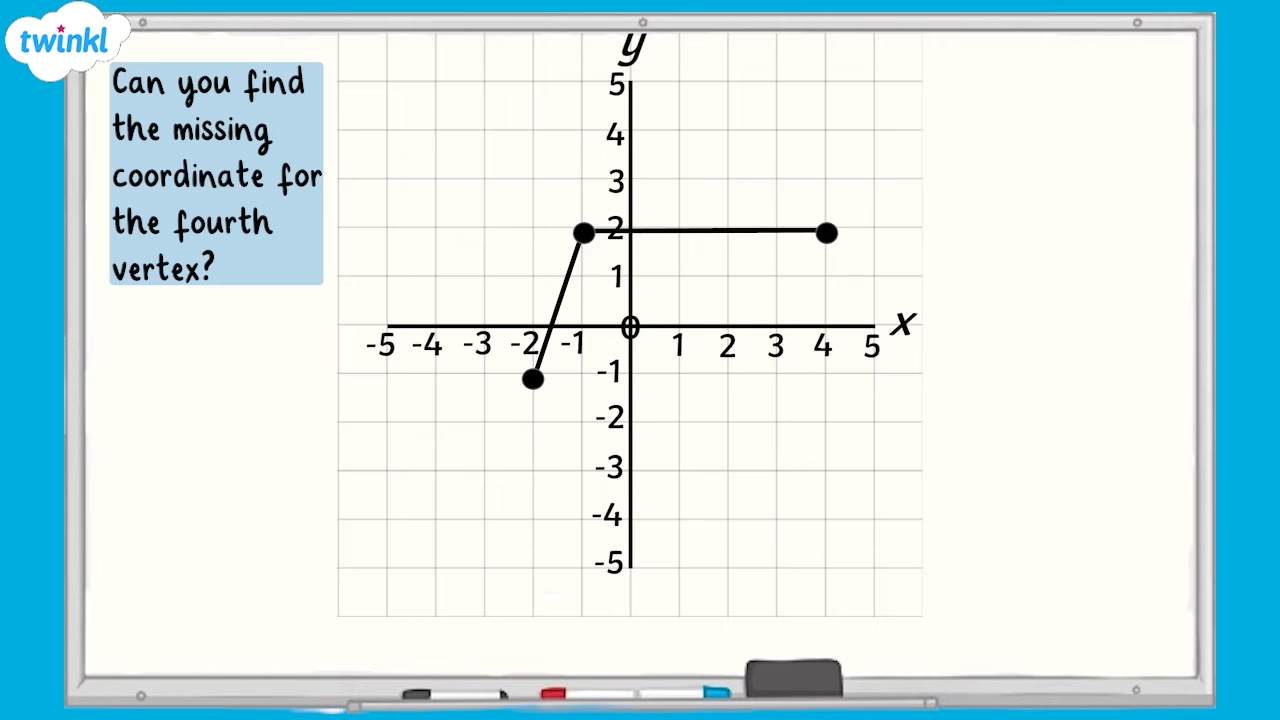 twinkl
Can you find
the missing
coordinate for
the fourth
vertex?
y
5
4
3
2
1
0
-5 -4 -3 -2 -1 1 2 3 4 5 x
-1
-2
-3
-4
-5